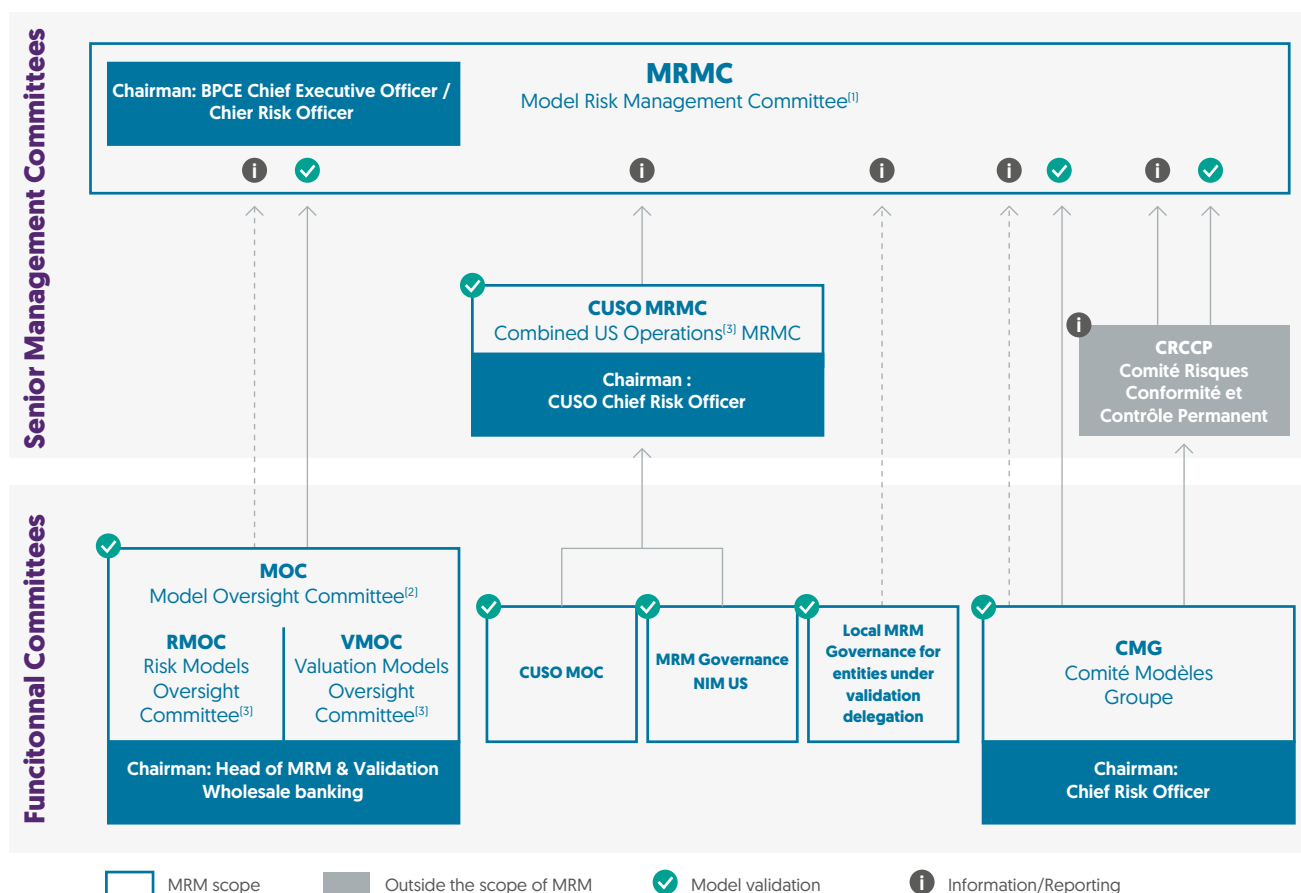 Senior Management Committees
Chairman: BPCE Chief Executive Officer /
Chier Risk Officer
MRMC
Model Risk Management Committee(1)
i
i
i
i
i
CUSO MRMC
Combined US Operations(3) MRMC
Chairman :
CUSO Chief Risk Officer
i
CRCCP
Comité Risques
Conformité et
Contrôle Permanent
Funcitonnal Committees
MOC
Model Oversight Committee(2)
RMOC
Risk Models
Oversight
Committee(3)
VMOC
Valuation Models
Oversight
Committee(3)
Chairman: Head of MRM & Validation
Wholesale banking
CUSO MOC
MRM Governance
NIM US
Local MRM
Governance for
entities under
validation
delegation
CMG
Comité Modèles
Groupe
Chairman:
Chief Risk Officer
MRM scope
Outside the scope of MRM
Model validation
i
Information/Reporting